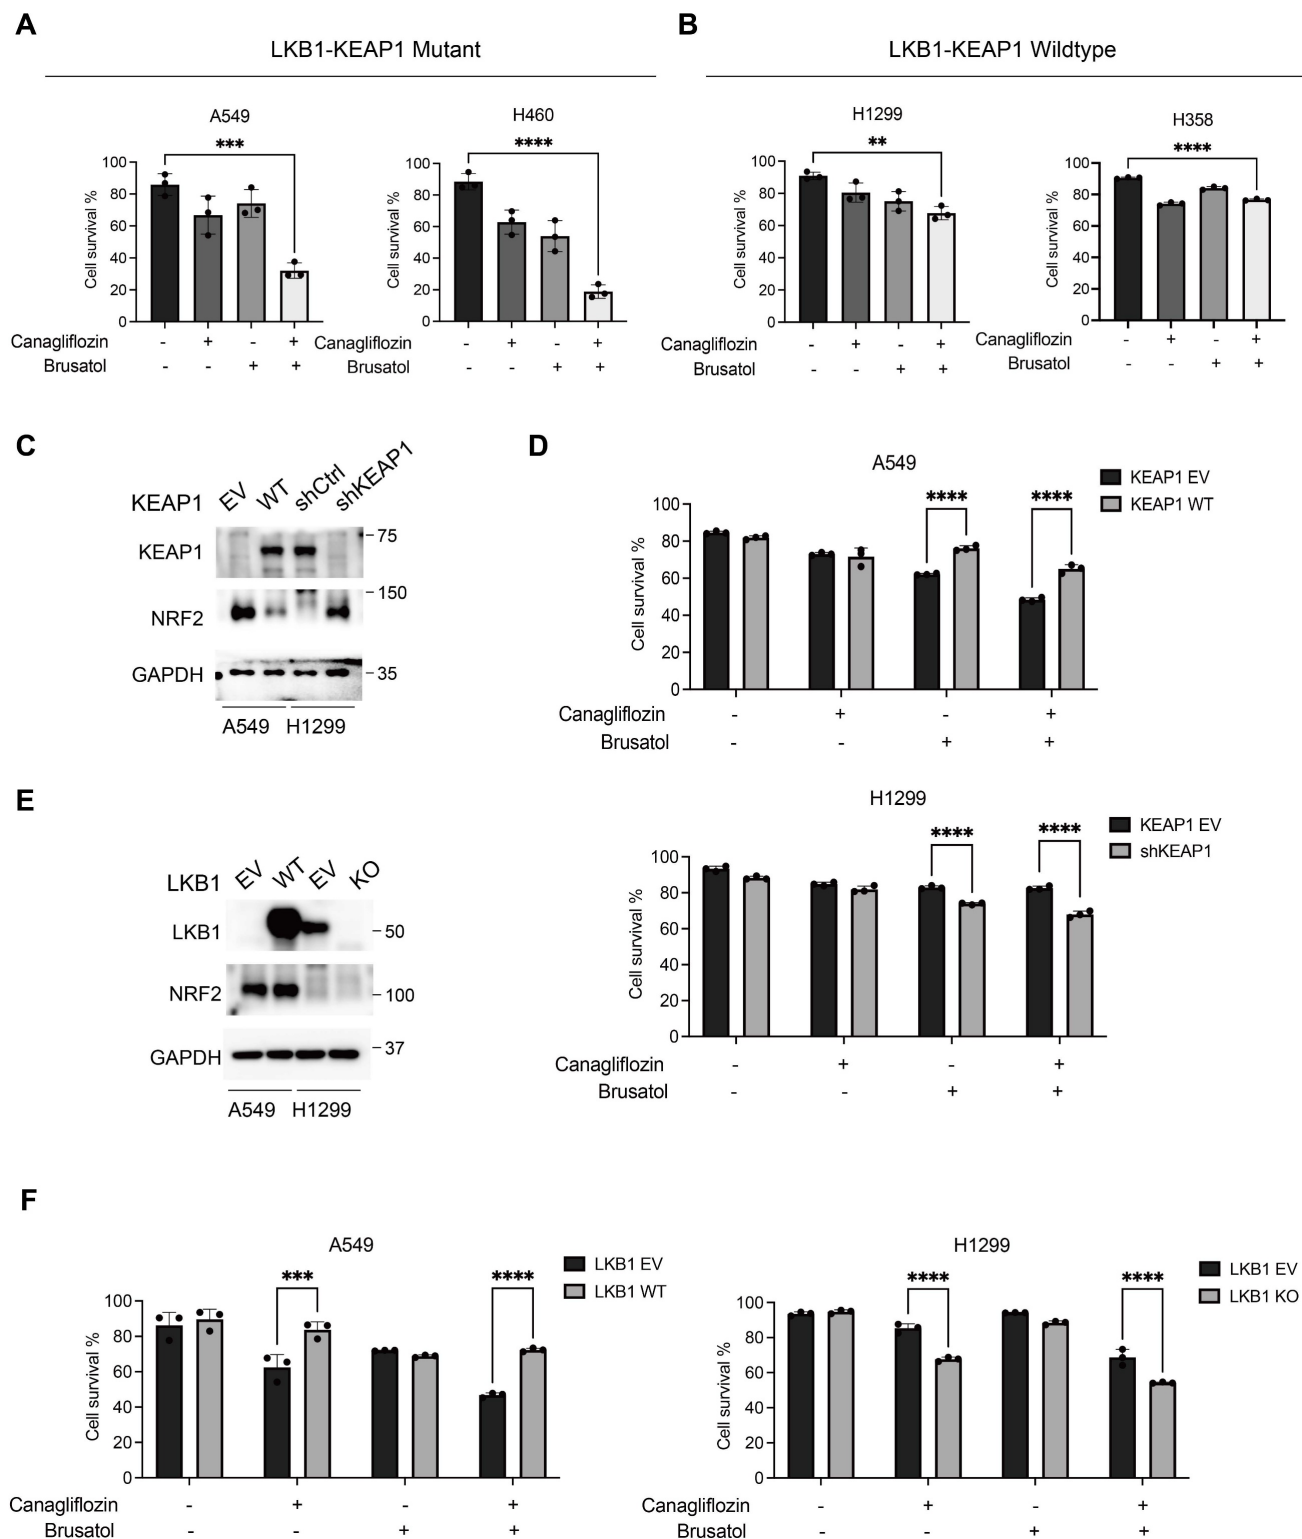 A
LKB1-KEAP1 Mutant
A549
***
Cell survival %
100
80
60
40
20
0
Canagliflozin - + - +
Brusatol - - + +
H460
****
Cell survival %
100
80
60
40
20
0
Canagliflozin - + - +
Brusatol - - + +
B
LKB1-KEAP1 Wildtype
H1299
**
Cell survival %
100
80
60
40
20
0
Canagliflozin - + - +
Brusatol - - + +
H358
****
Cell survival %
100
80
60
40
20
0
Canagliflozin - + - +
Brusatol - - + +
C
KEAP1 EV WT shCtrl shKEAP1
KEAP1 75
150
NRF2
GAPDH 35
A549 H1299
D
A549
KEAP1 EV
KEAP1 WT
**** ****
Cell survival %
100
80
60
40
20
0
Canagliflozin - + - +
Brusatol - - + +
H1299
KEAP1 EV
shKEAP1
**** ****
Cell survival %
100
80
60
40
20
0
Canagliflozin - + - +
Brusatol - - + +
E
LKB1 EV WT EV KO
LKB1 50
NRF2 100
GAPDH 37
A549 H1299
F
A549
LKB1 EV
LKB1 WT
*** ****
Cell survival %
100
80
60
40
20
0
Canagliflozin - + - +
Brusatol - - + +
H1299
LKB1 EV
LKB1 KO
**** ****
Cell survival %
100
80
60
40
20
0
Canagliflozin - + - +
Brusatol - - + +